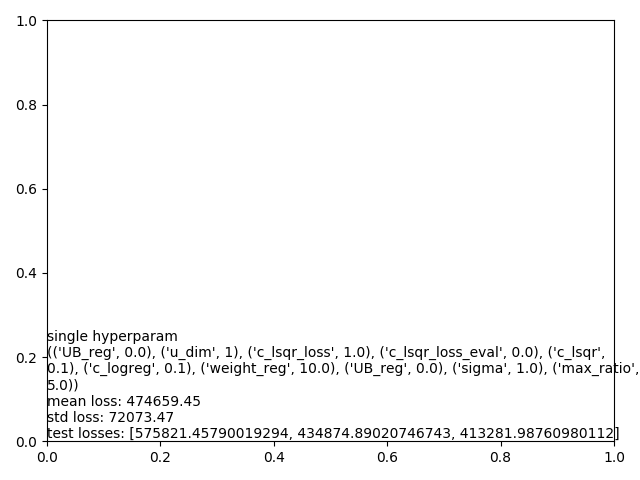 1.0
0.8
0.6
0.4
single hyperparam
0.2
(('UB_reg', 0.0), ('u_dim', 1), ('c_lsqr_loss', 1.0), ('c_lsqr_loss_eval', 0.0), ('c_lsqr',
0.1), ('c_logreg', 0.1), ('weight_reg', 10.0), ('UB_reg', 0.0), ('sigma', 1.0), ('max_ratio',
5.0))
mean loss: 474659.45
std loss: 72073.47
0.0
test losses: [575821.45790019294, 434874.89020746743, 413281.98760980112]
0.0 0.2 0.4 0.6 0.8 1.0